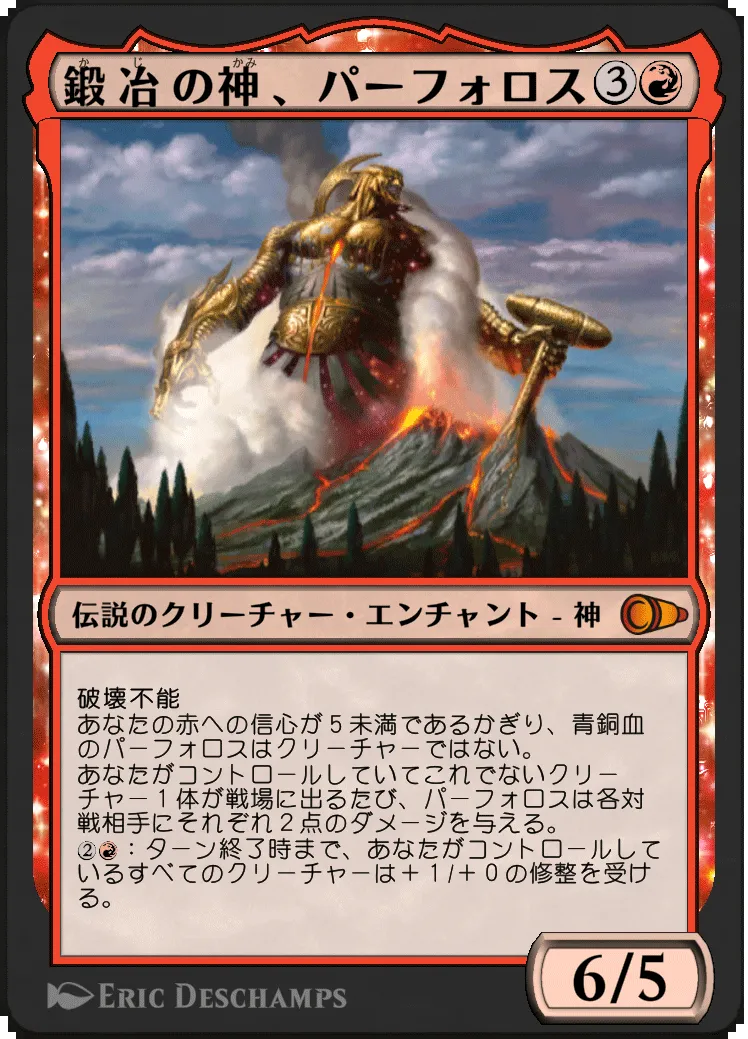 鍛冶の神、パーフォロス3
伝説のクリーチャー・エンチャント - 神
破壊不能
あなたの赤への信心が5未満であるかぎり、青銅血
のパーフォロスはクリーチャーではない。
あなたがコントロールしていてこれでないクリー
チャー1体が戦場に出るたび、パーフォロスは各対
戦相手にそれぞれ2点のダメージを与える。
2:ターン終了時まで、あなたがコントロールして
いるすべてのクリーチャーは+1/+0の修整を受け
る。
6/5
ERIC DESCHAMPS